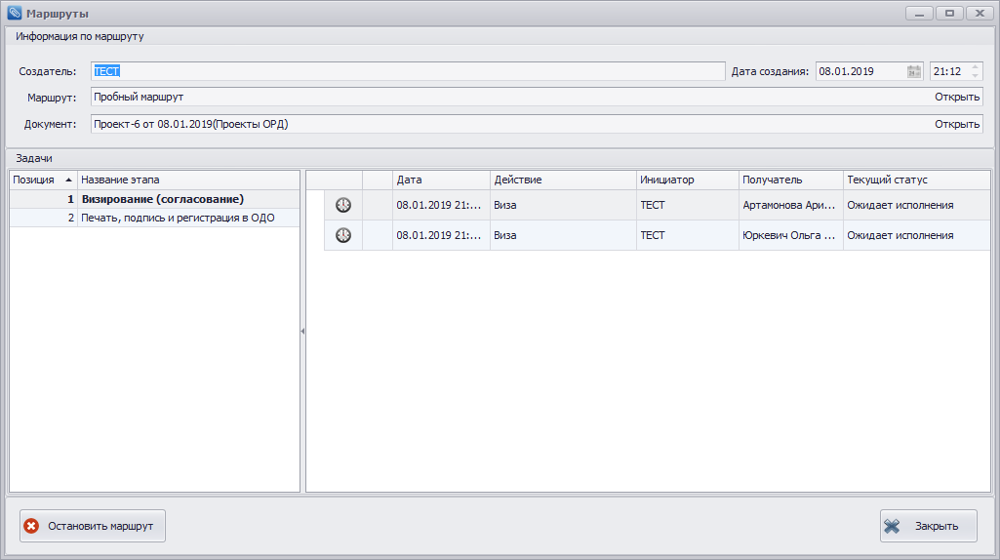 Маршруты
Информация по маршруту
Создатель: ТЕСТ Дата создания: 08.01.2019 21:12
Маршрут: Пробный маршрут Открыть
Документ: Проект-6 от 08.01.2019(Проекты ОРД) Открыть
Задачи
Позиция Название этапа
1 Визирование (согласование)
2 Печать, подпись и регистрация в ОДО
Дата Действие Инициатор Получатель Текущий статус
08.01.2019 21:... Виза ТЕСТ Артамонова Ари... Ожидает исполнения
08.01.2019 21:... Виза ТЕСТ Юркевич Ольга ... Ожидает исполнения
Остановить маршрут Закрыть